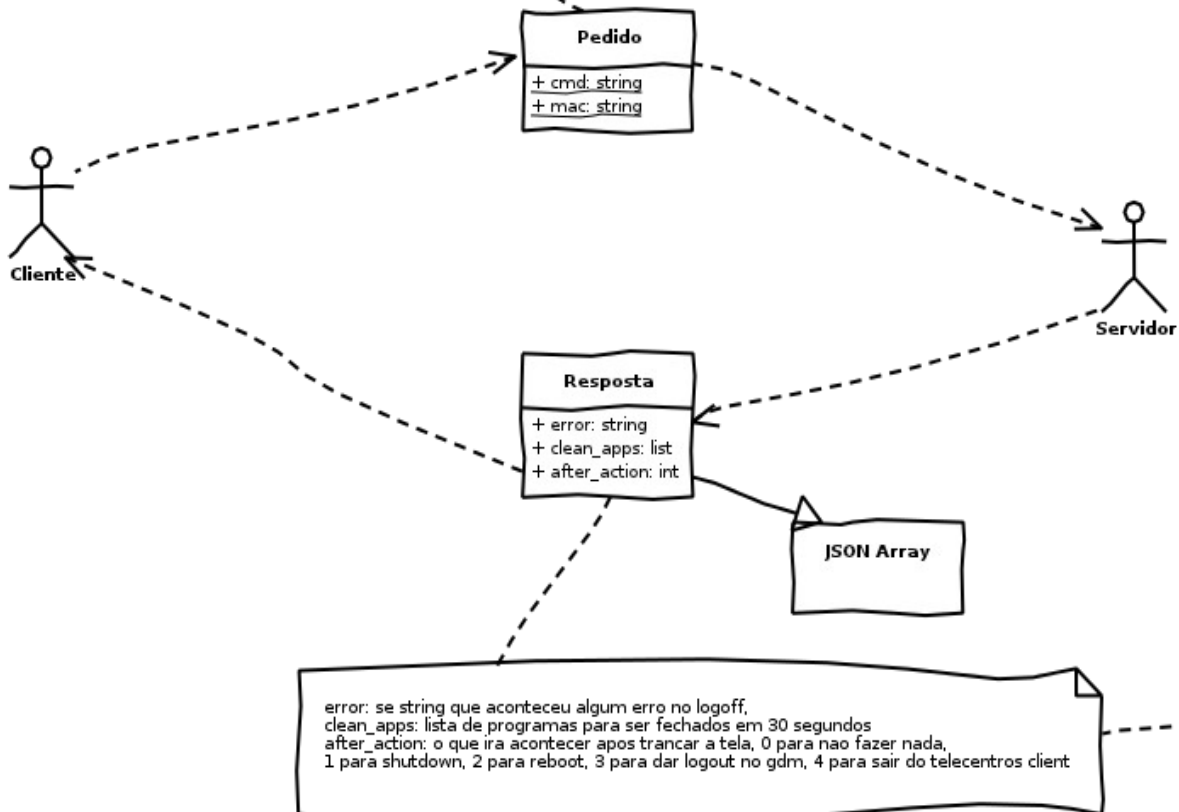 Pedido
+ cmd: string
+ mac: string
Cliente
Servidor
Resposta
+ error: string
+ clean_apps: list
+ after_action: int
JSON Array
error: se string que aconteceu algum erro no logoff,
clean_apps: lista de programas para ser fechados em 30 segundos
after_action: o que ira acontecer apos trancar a tela, 0 para nao fazer nada,
1 para shutdown, 2 para reboot, 3 para dar logout no gdm, 4 para sair do telecentros client